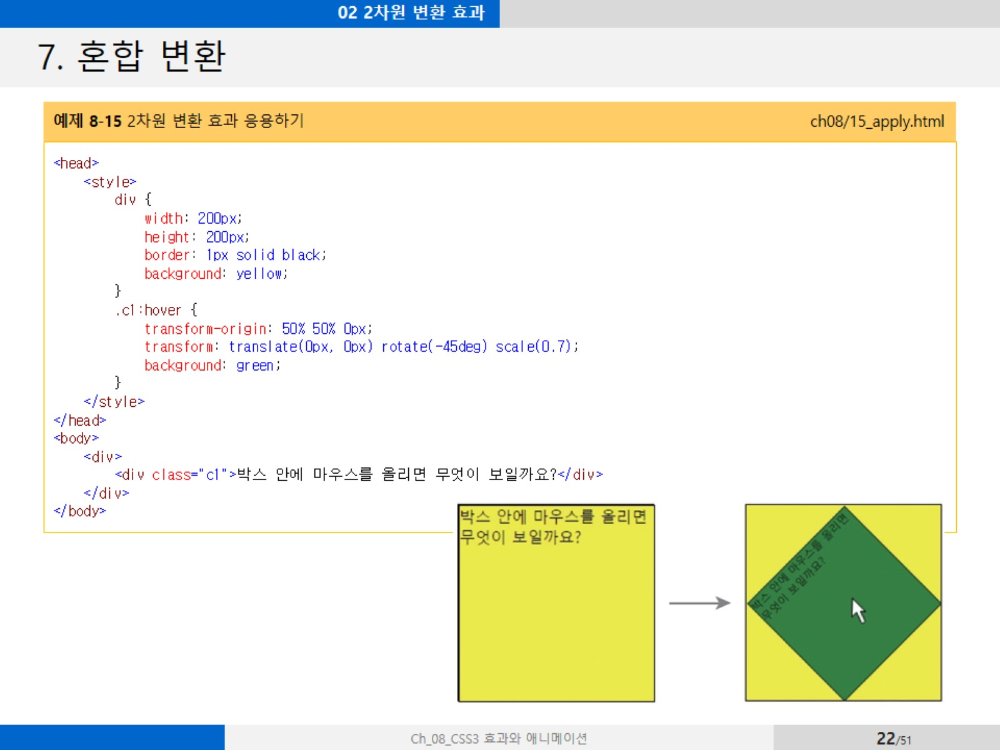 02 2차원 변환 효과
7. 혼합 변환
예제 8-15 2차원 변환 효과 응용하기
ch08/15_apply.html
<head>
    <style>
        div {
            width: 200px;
            height: 200px;
            border: 1px solid black;
            background: yellow;
        }
        .c1:hover {
            transform-origin: 50% 50% 0px;
            transform: translate(0px, 0px) rotate(-45deg) scale(0.7);
            background: green;
        }
    </style>
</head>
<body>
    <div>
        <div class="c1">박스 안에 마우스를 올리면 무엇이 보일까요?</div>
    </div>
</body>
박스 안에 마우스를 올리면
무엇이 보일까요?
박스 안에 마우스를 올리면
무엇이 보일까요?
Ch_08_CSS3 효과와 애니메이션
22/51